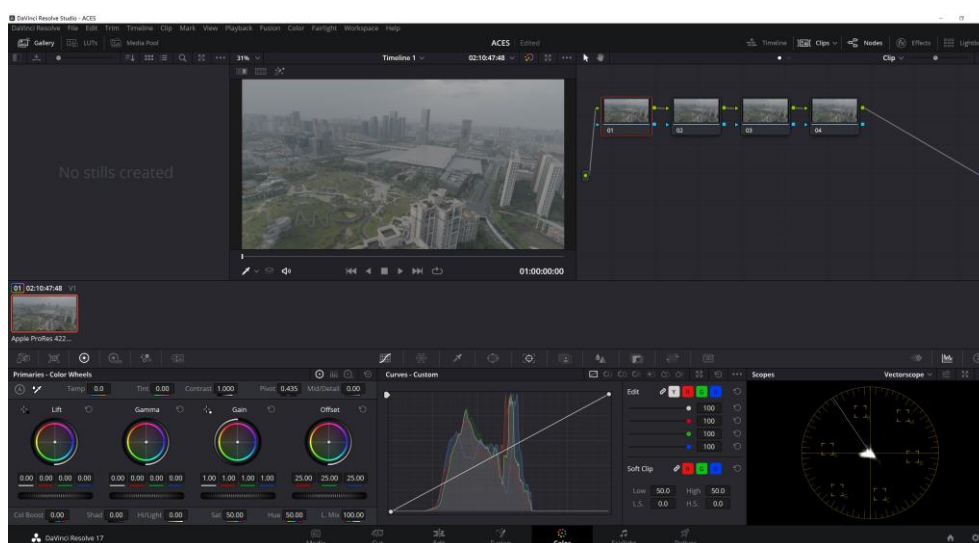 DaVinci Resolve Studio - ACES
DaVinci Resolve File Edit Trim Timeline Clip Mark View Playback Fusion Color Fairlight Workspace Help
Gallery LUTs Media Pool ACES Edited Timeline Clips Nodes Effects
31% Timeline 1 02:10:47:48 Clip
No stills created
01 02 03 04
01:00:00:00
01 02:10:47:48 V1
Apple ProRes 422...
Primaries - Color Wheels Curves - Custom Scopes Vectorscope
Temp 0.0 Tint 0.00 Contrast 1.000 Pivot 0.435 Mid/Detail 0.00
Edit Y R G
Lift Gamma Gain Offset
100
100
100
100
Soft Clip R G
0.00 0.00 0.00 0.00 0.00 0.00 0.00 0.00 1.00 1.00 1.00 1.00 25.00 25.00 25.00
Low 50.0 High 50.0
L.S. 0.0 H.S. 0.0
Col Boost 0.00 Shad 0.00 Hi/Light 0.00 Sat 50.00 Hue 50.00 L. Mix 100.00
DaVinci Resolve 17 Media Cut Edit Fusion Color Fairlight Deliver